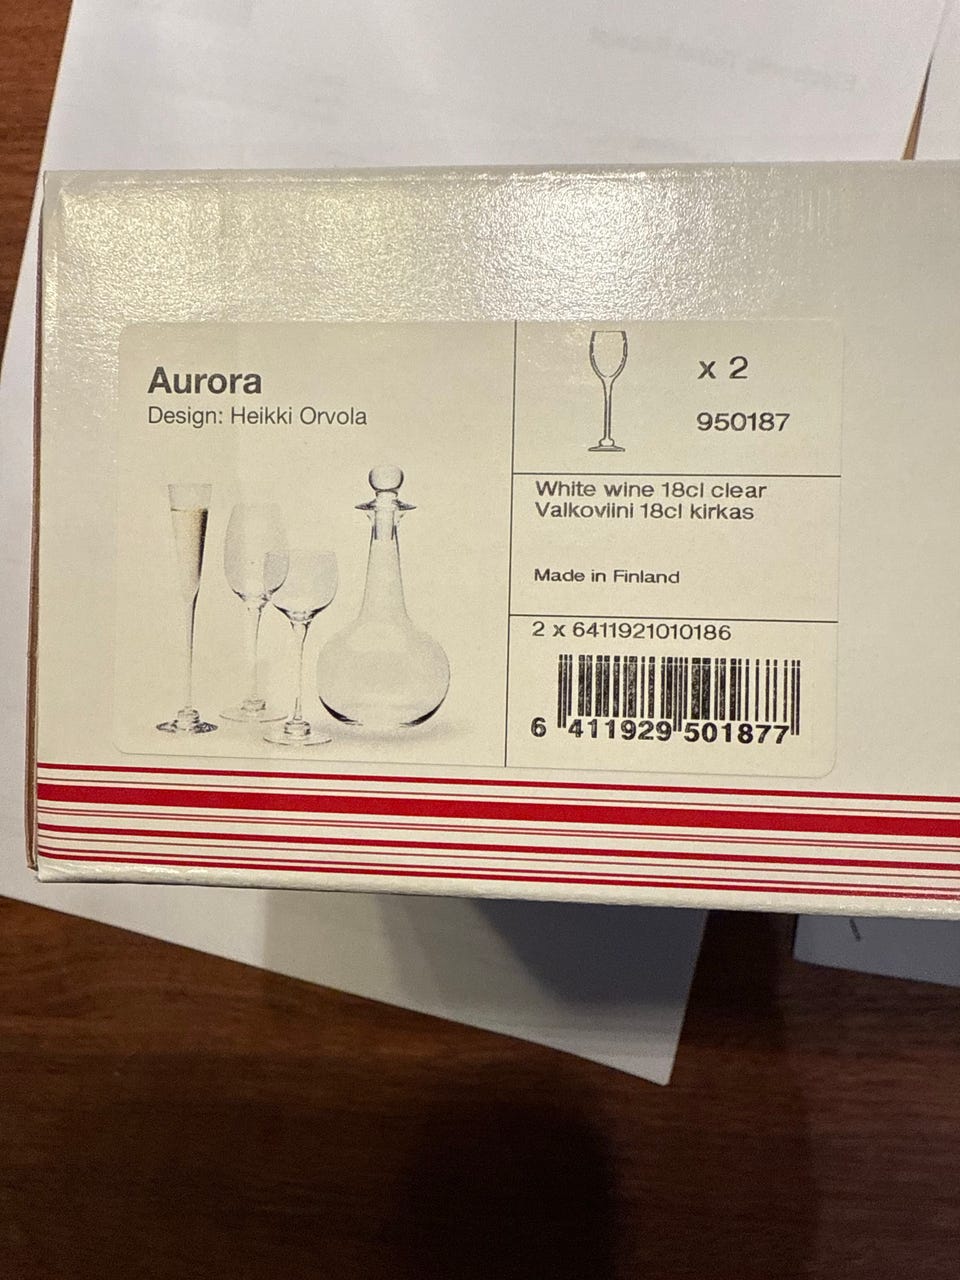 Aurora
Design: Heikki Orvola
x 2
950187
White wine 18cl clear
Valkoviini 18cl kirkas
Made in Finland
2 x 6411921010186
6 411929 501877